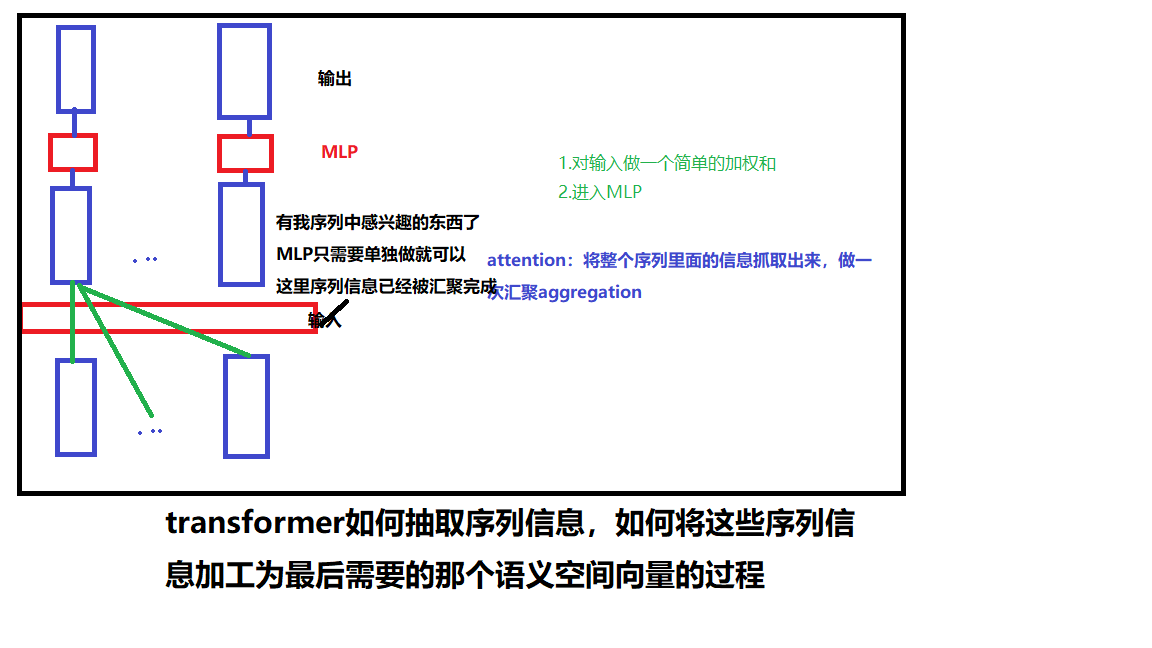 输出
MLP
1.对输入做一个简单的加权和
2.进入MLP
有我序列中感兴趣的东西了
MLP只需要单独做就可以
这里序列信息已经被汇聚完成
attention：将整个序列里面的信息抓取出来，做一
次汇聚aggregation
输入
transformer如何抽取序列信息，如何将这些序列信
息加工为最后需要的那个语义空间向量的过程